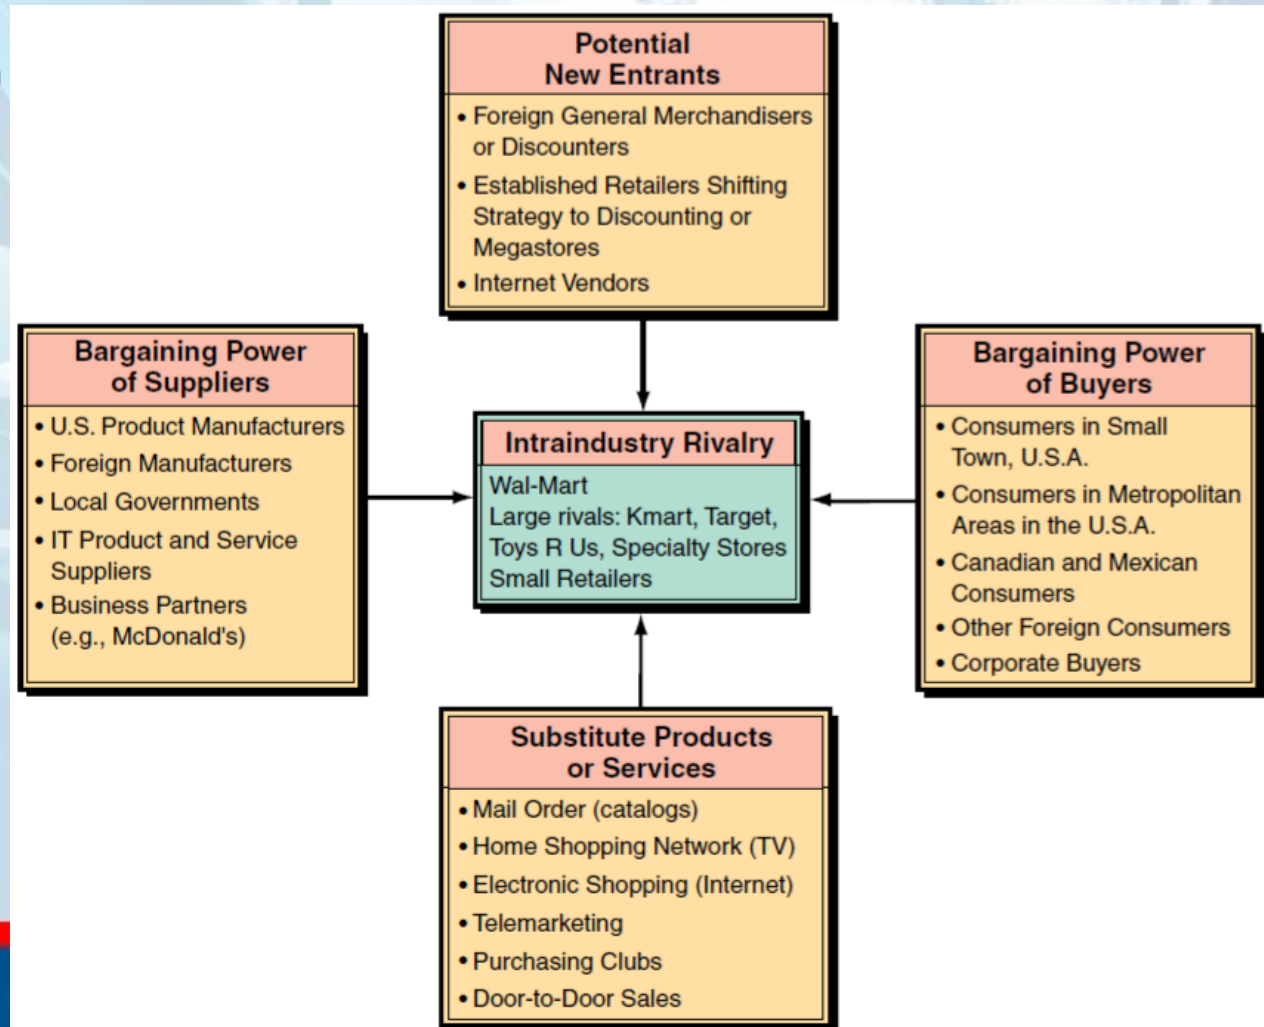 Potential
New Entrants
• Foreign General Merchandisers
or Discounters
• Established Retailers Shifting
Strategy to Discounting or
Megastores
• Internet Vendors
Bargaining Power
of Suppliers
• U.S. Product Manufacturers
• Foreign Manufacturers
• Local Governments
• IT Product and Service
Suppliers
• Business Partners
(e.g., McDonald's)
Intraindustry Rivalry
Wal-Mart
Large rivals: Kmart, Target,
Toys R Us, Specialty Stores
Small Retailers
Bargaining Power
of Buyers
• Consumers in Small
Town, U.S.A.
• Consumers in Metropolitan
Areas in the U.S.A.
• Canadian and Mexican
Consumers
• Other Foreign Consumers
• Corporate Buyers
Substitute Products
or Services
• Mail Order (catalogs)
• Home Shopping Network (TV)
• Electronic Shopping (Internet)
• Telemarketing
• Purchasing Clubs
• Door-to-Door Sales